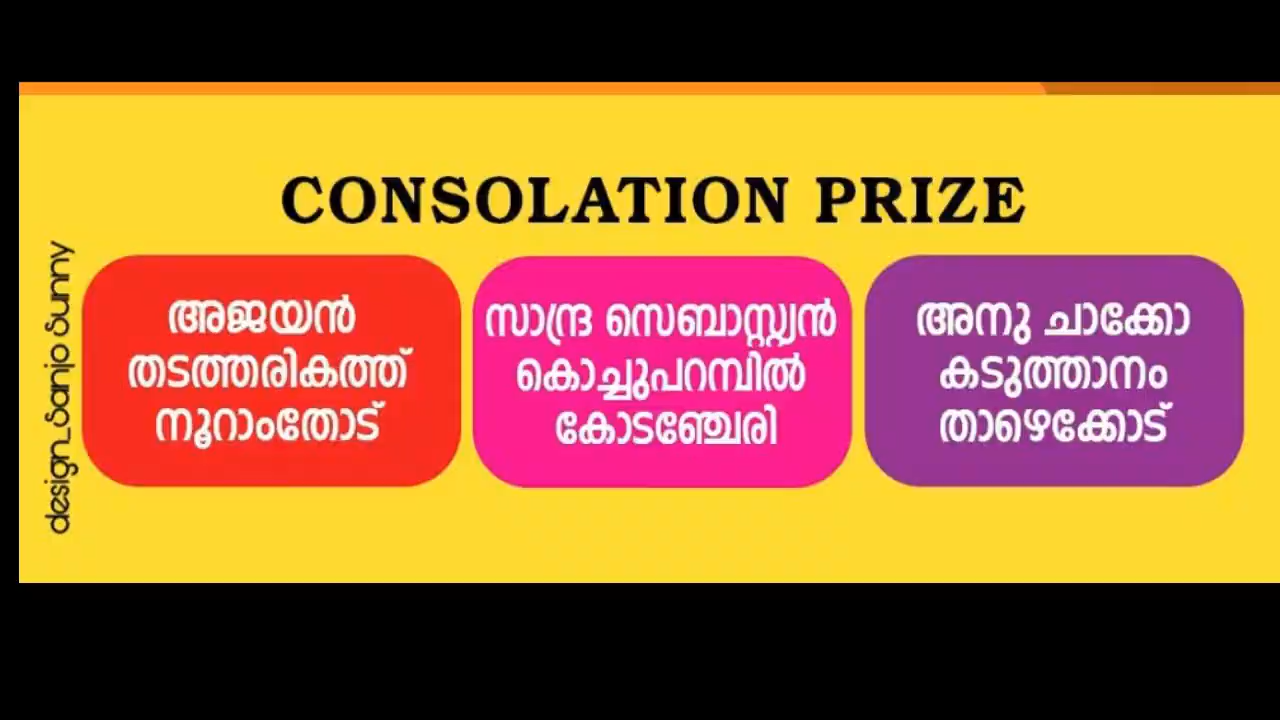 CONSOLATION PRIZE
അജയൻ
തടത്തരികത്ത്
നൂറാംതോട്
സാന്ദ്ര സെബാസ്റ്റ്യൻ
കൊച്ചുപറമ്പിൽ
കോടഞ്ചേരി
അനു ചാക്കോ
കടുത്താനം
താഴെക്കോട്
design_Sanjo Sunny